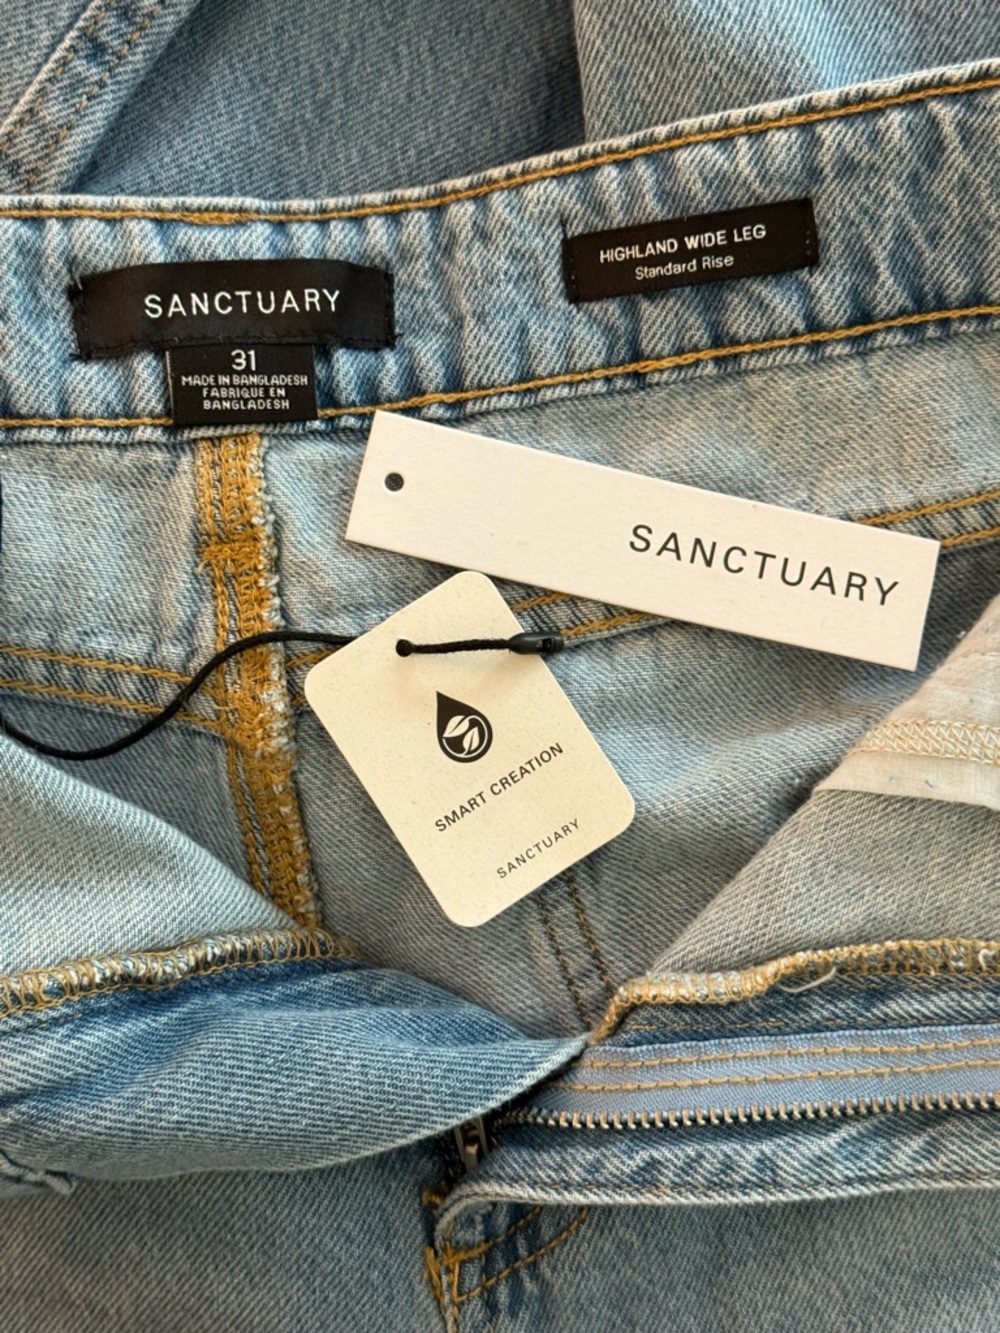 HIGHLAND WIDE LEG
Standard Rise
SANCTUARY
31
MADE IN BANGLADESH
FABRIQUE EN
BANGLADESH
SANCTUARY
SMART CREATION
SANCTUARY